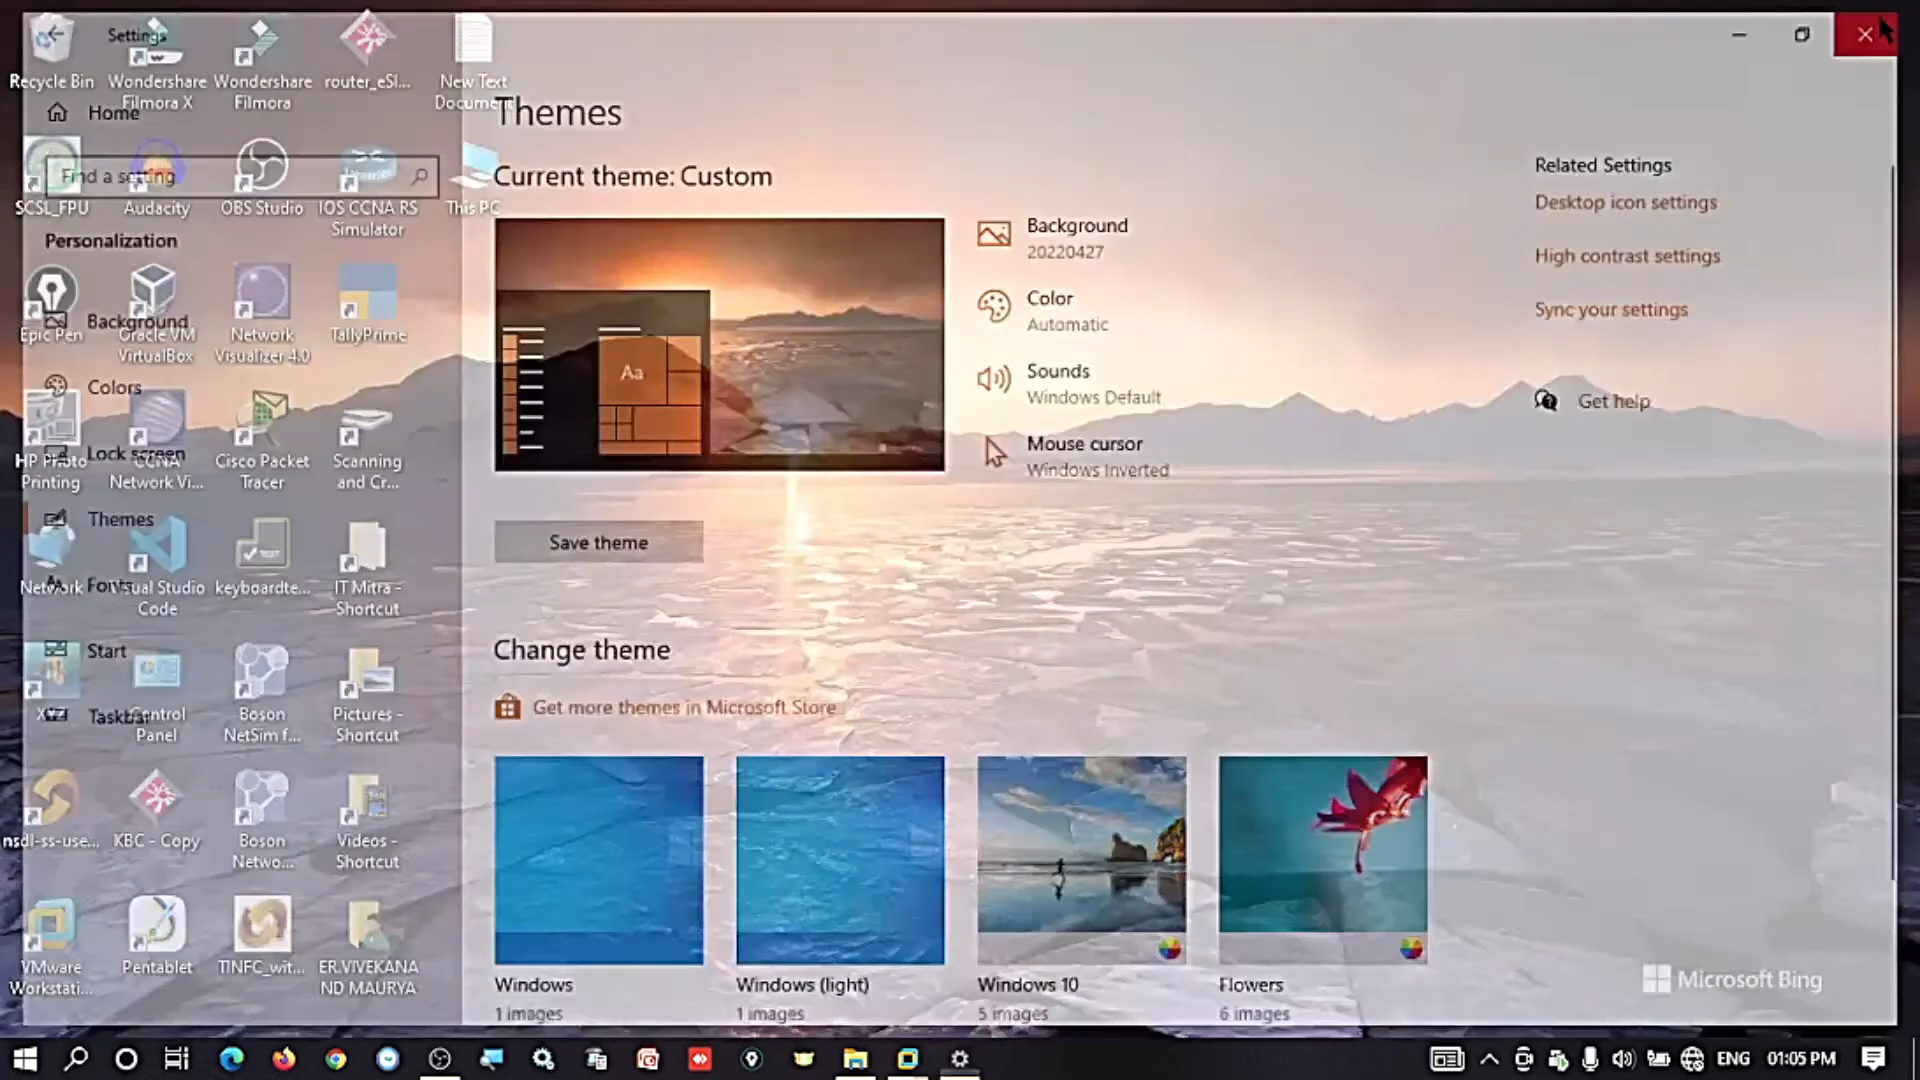 Settings
Home
Find a setting
Personalization
Background
Colors
Lock screen
Themes
Fonts
Start
Taskbar
Recycle Bin
Wondershare
Filmora X
Wondershare
Filmora
router_eSl...
New Text
Document
SCSL_FPU
Audacity
OBS Studio
IOS CCNA RS
Simulator
This PC
Epic Pen
Oracle VM
VirtualBox
Network
Visualizer 4.0
TallyPrime
HP Photo
Printing
CCNA
Network Vi...
Cisco Packet
Tracer
Scanning
and Cr...
Network
Visual Studio
Code
keyboardte...
IT Mitra -
Shortcut
Control
Panel
Boson
NetSim f...
Pictures -
Shortcut
nsdl-ss-use...
KBC - Copy
Boson
Netwo...
Videos -
Shortcut
VMware
Workstati...
Pentablet
TINFC_wit...
ER.VIVEKANA
ND MAURYA
Themes
Current theme: Custom
Aa
Background
20220427
Color
Automatic
Sounds
Windows Default
Mouse cursor
Windows Inverted
Save theme
Change theme
Get more themes in Microsoft Store
Windows
1 images
Windows (light)
1 images
Windows 10
5 images
Flowers
6 images
Related Settings
Desktop icon settings
High contrast settings
Sync your settings
Get help
Microsoft Bing
ENG
01:05 PM